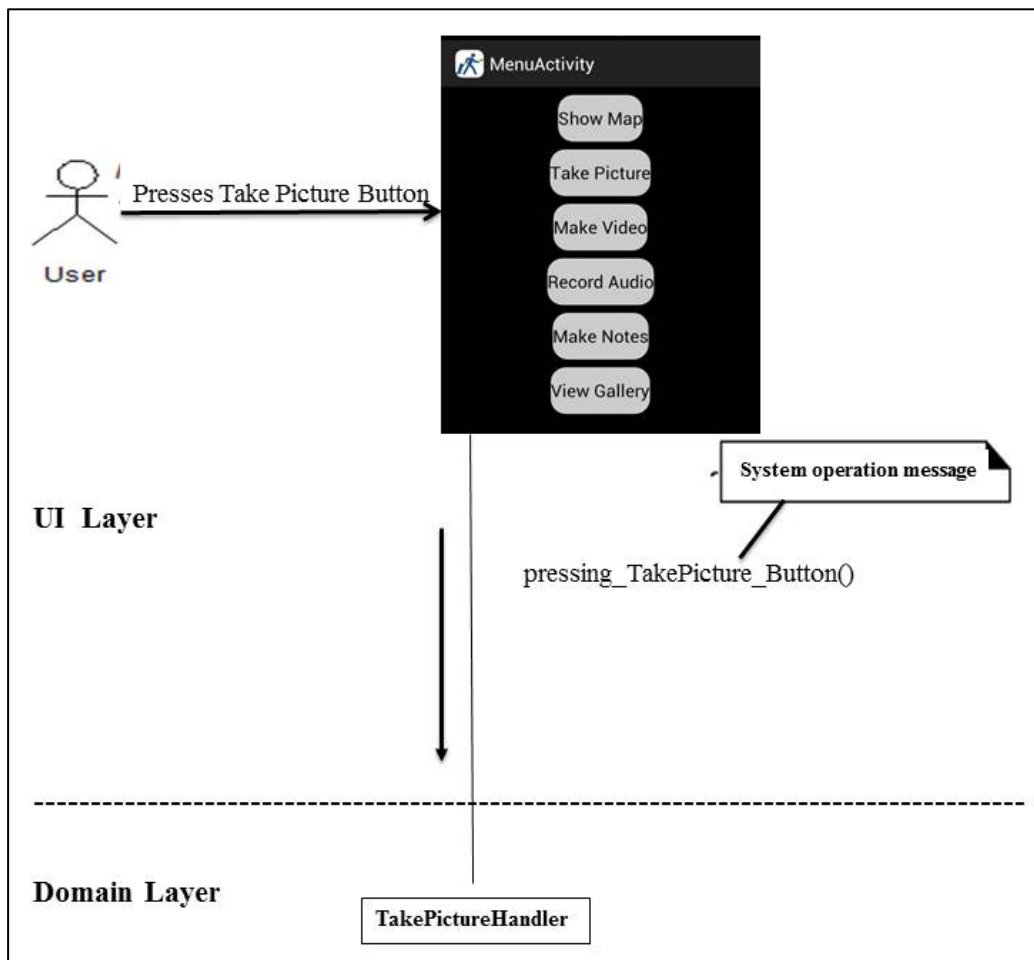 MenuActivity
Show Map
Take Picture
Presses Take Picture Button
Make Video
User
Record Audio
Make Notes
View Gallery
System operation message
UI Layer
pressing_TakePicture_Button()
Domain Layer
TakePictureHandler